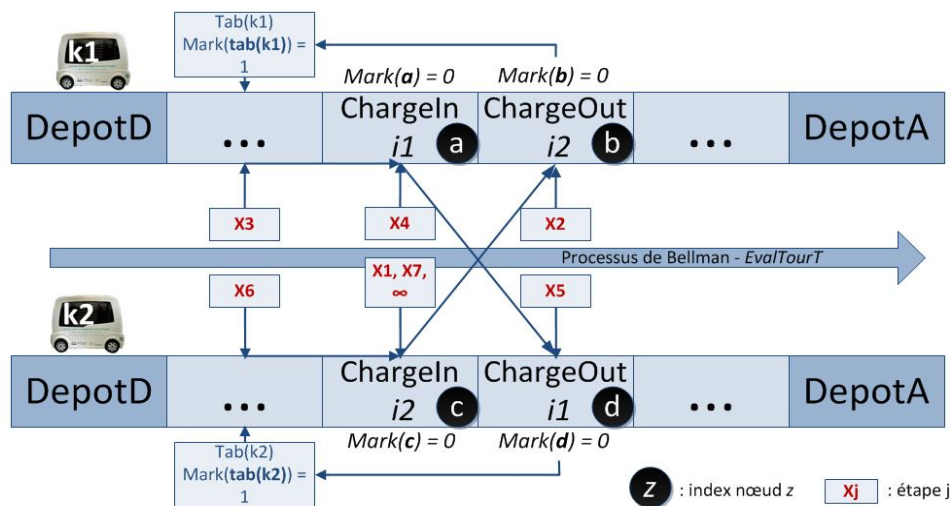 Tab(k1)
Mark(tab(k1)) =
1
k1
Mark(a) = 0
Mark(b) = 0
DepotD
...
ChargeIn
i1
a
ChargeOut
i2
b
...
DepotA
X3
X4
X2
Processus de Bellman - EvalTourT
X6
X1, X7,
∞
X5
k2
DepotD
...
ChargeIn
i2
c
ChargeOut
i1
d
...
DepotA
Mark(c) = 0
Mark(d) = 0
Tab(k2)
Mark(tab(k2)) =
1
z : index nœud z
Xj : étape j